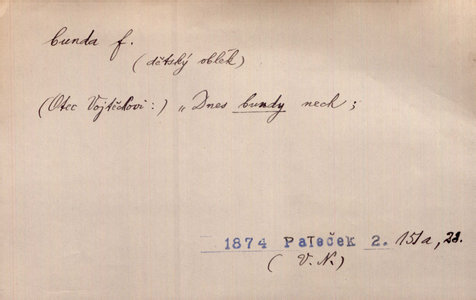 bunda f.
(dětský oblek)
(Otec Vojtěchovi:) „Dnes bundy nech;
1874 Paleček 2. 151a, 23.
(V. N.)